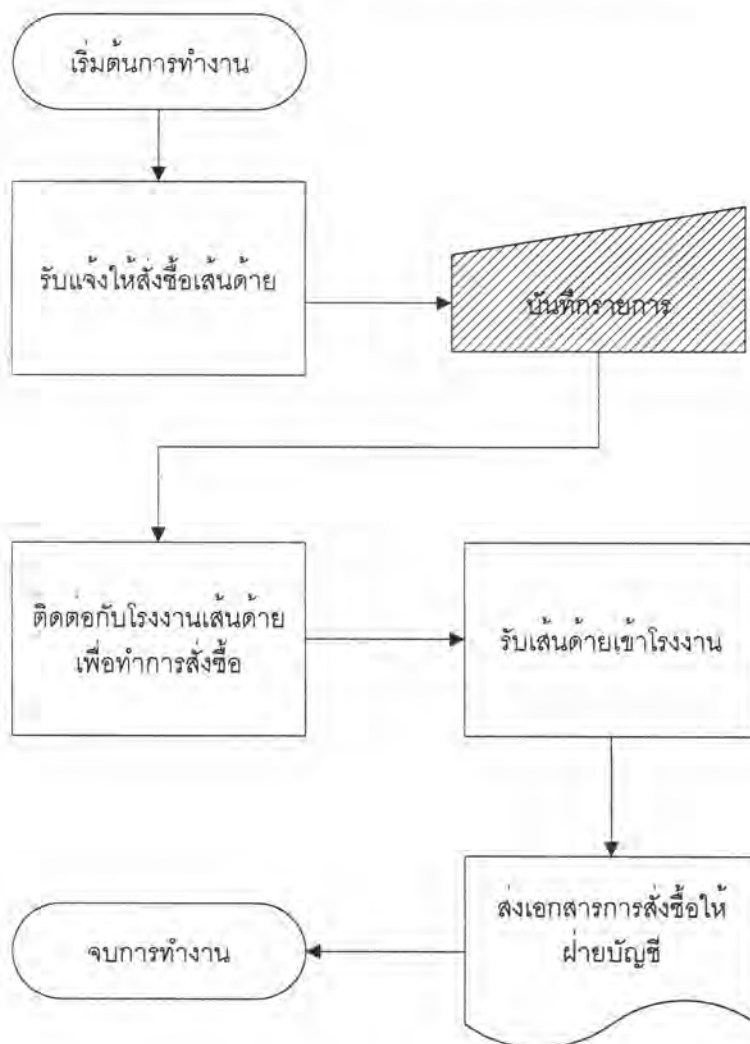 เริ่มต้นการทำงาน
รับแจ้งให้สั่งซื้อเส้นด้าย
บันทึกรายการ
ติดต่อกับโรงงานเส้นด้าย
เพื่อทำการสั่งซื้อ
รับเส้นด้ายเข้าโรงงาน
ส่งเอกสารการสั่งซื้อให้
ฝ่ายบัญชี
จบการทำงาน